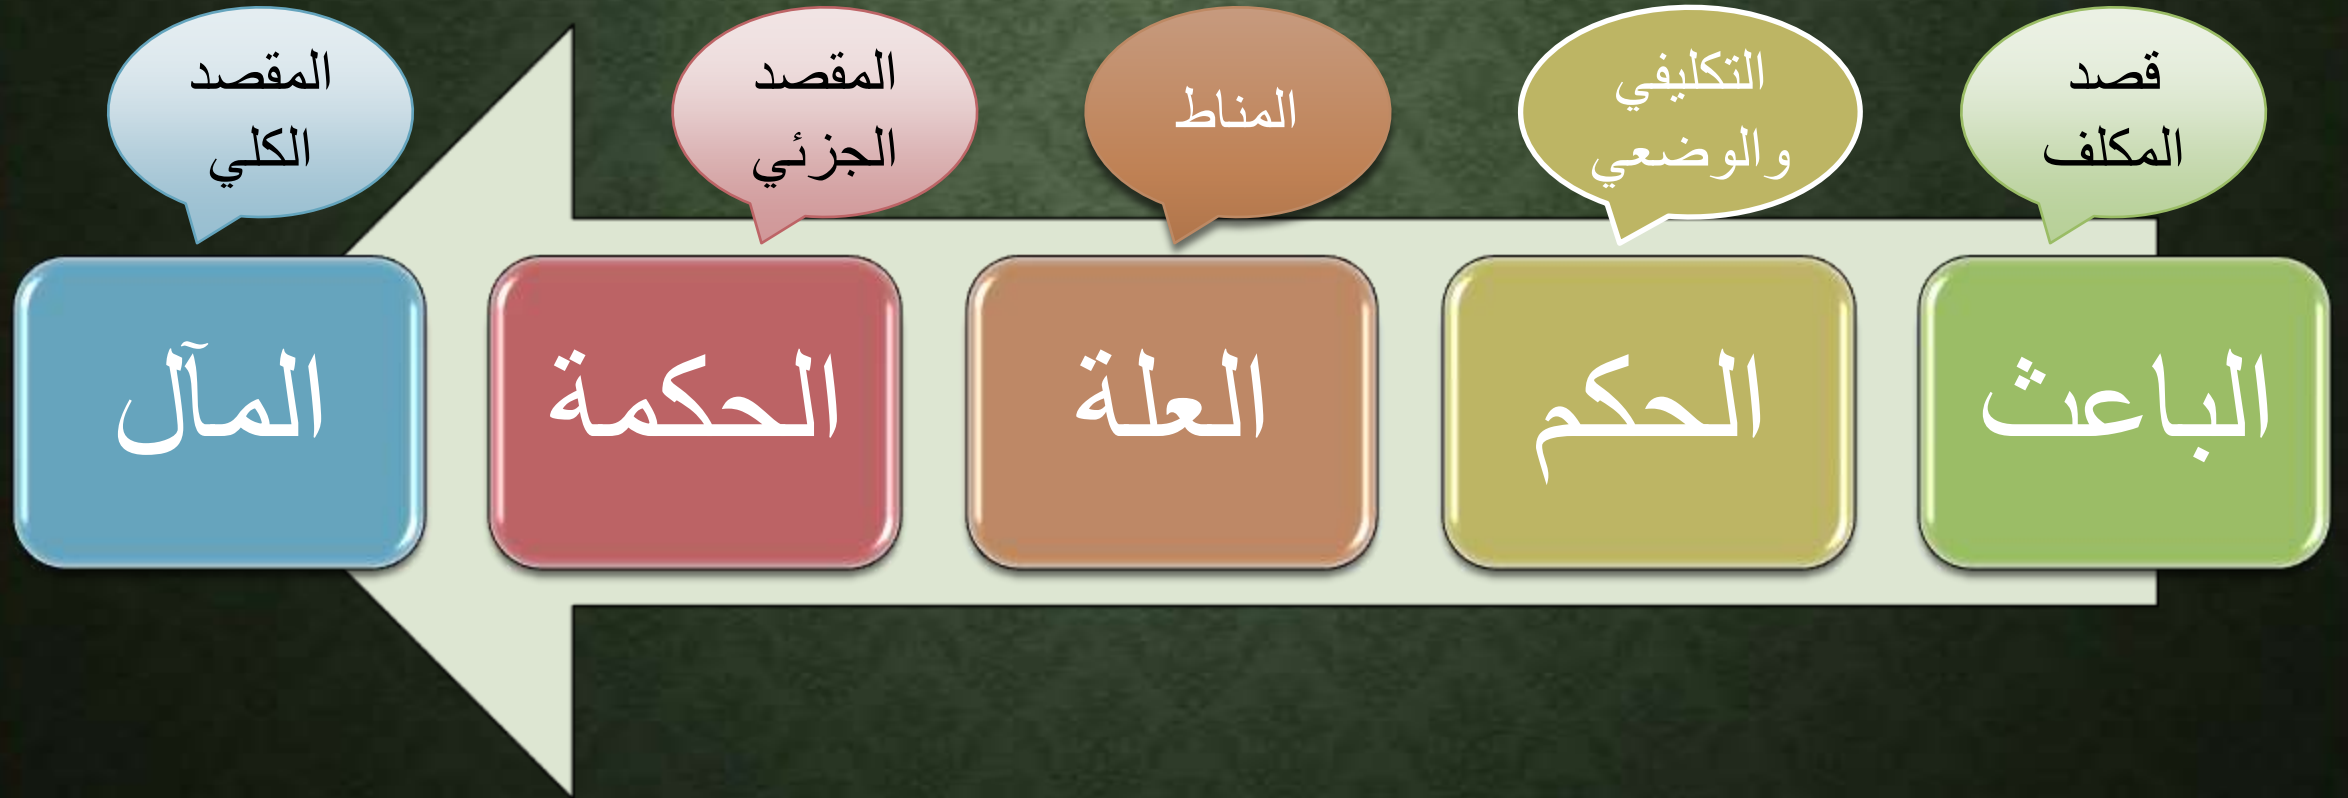 قصد
المكلف
التكليفي
والوضعي
المناط
المقصد
الجزئي
المقصد
الكلي
الباعث
الحكم
العلة
الحكمة
المآل